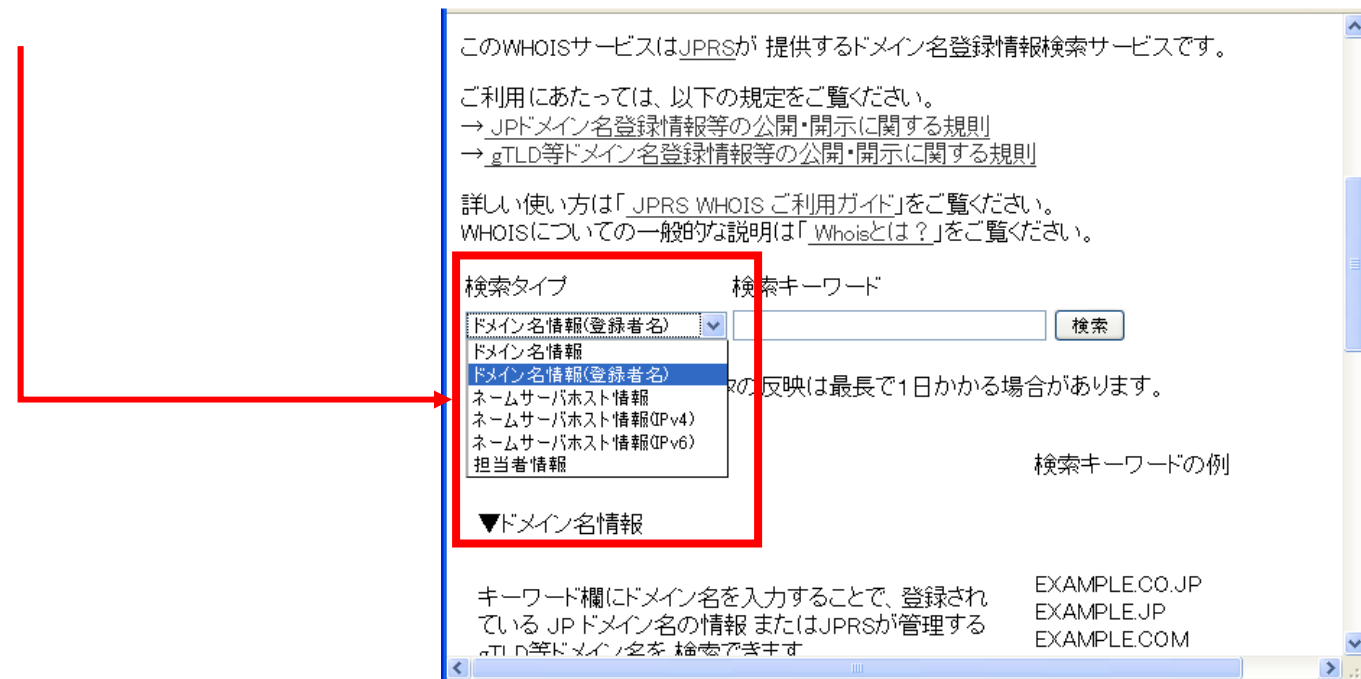 このWHOISサービスはJPRSが 提供するドメイン名登録情報検索サービスです。
ご利用にあたっては、以下の規定をご覧ください。
→ JPドメイン名登録情報等の公開・開示に関する規則
→ gTLD等ドメイン名登録情報等の公開・開示に関する規則
詳しい使い方は「 JPRS WHOIS ご利用ガイド」をご覧ください。
WHOISについての一般的な説明は「 Whoisとは？」をご覧ください。
検索タイプ 検索キーワード
ドメイン名情報(登録者名) 検索
ドメイン名情報
ドメイン名情報(登録者名)
の反映は最長で1日かかる場合があります。
ネームサーバホスト情報
ネームサーバホスト情報(IPv4)
ネームサーバホスト情報(IPv6)
担当者情報
検索キーワードの例
▼ドメイン名情報
キーワード欄にドメイン名を入力することで、登録され
ている JP ドメイン名の情報 またはJPRSが管理する
gTLD等ドメイン名を 検索できます
EXAMPLE.CO.JP
EXAMPLE.JP
EXAMPLE.COM